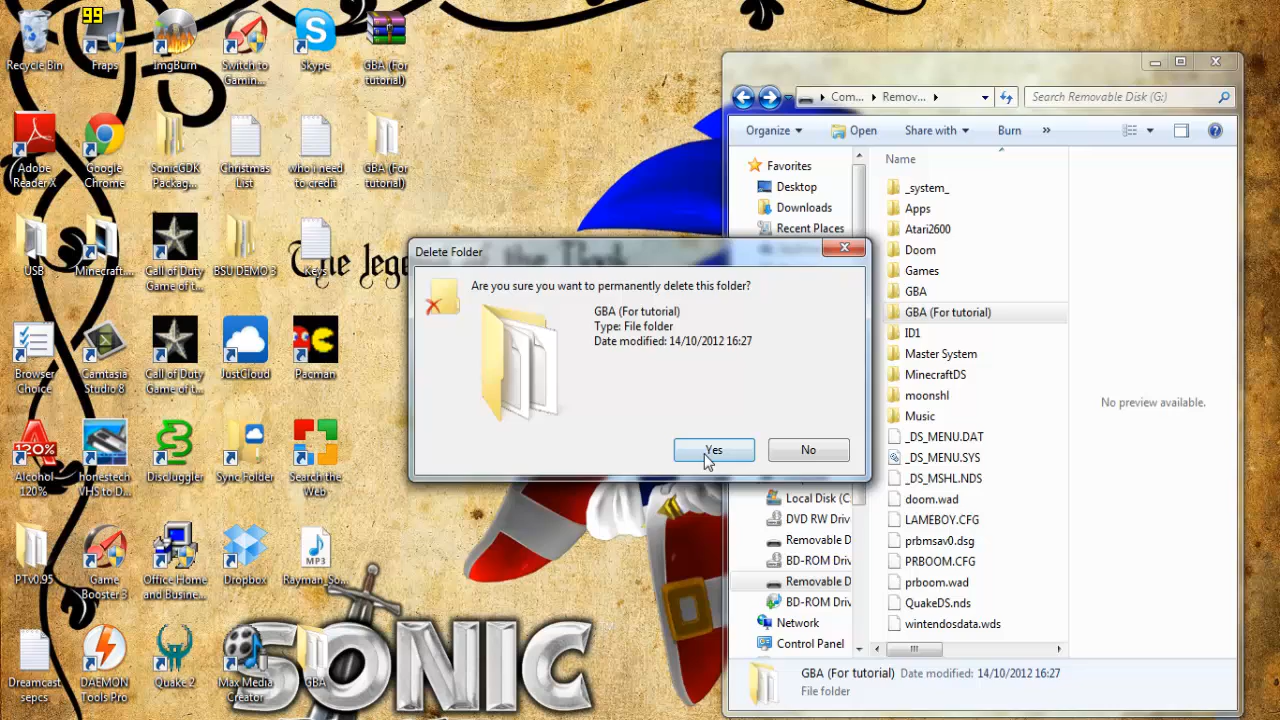 99
Recycle Bin
Fraps
ImgBurn
Switch to
Gamin...
Skype
GBA (For
tutorial)
Adobe
Reader X
Google
Chrome
SonicGDK
Packag...
Christmas
List
who i need
to credit
GBA (For
tutorial)
USB
Minecraft....
Call of Duty
Game of t...
BSU DEMO 3
Keys
The lege
Browser
Choice
Camtasia
Studio 8
Call of Duty
Game of t...
JustCloud
Pacman
120%
Alcohol
120%
honestech
VHS to D...
DiscJuggler
Sync Folder
Search the
Web
PTv0.95
Game
Booster 3
Office Home
and Busine...
Dropbox
MP3
Rayman_So...
Dreamcast
sepcs
DAEMON
Tools Pro
Quake 2
Max Media
Creator
GBA
SONIC
Com...
Remov...
Search Removable Disk (G:)
Organize
Open
Share with
Burn
»
Favorites
Desktop
Downloads
Recent Places
Local Disk (C:
DVD RW Driv
Removable D
BD-ROM Driv
Removable D
BD-ROM Driv
Network
Control Panel
Name
_system_
Apps
Atari2600
Doom
Games
GBA
GBA (For tutorial)
ID1
Master System
MinecraftDS
moonshl
Music
_DS_MENU.DAT
_DS_MENU.SYS
_DS_MSHL.NDS
doom.wad
LAMEBOY.CFG
prbmsav0.dsg
PRBOOM.CFG
prboom.wad
QuakeDS.nds
wintendosdata.wds
No preview available.
GBA (For tutorial) Date modified: 14/10/2012 16:27
File folder
Delete Folder
Are you sure you want to permanently delete this folder?
GBA (For tutorial)
Type: File folder
Date modified: 14/10/2012 16:27
Yes
No